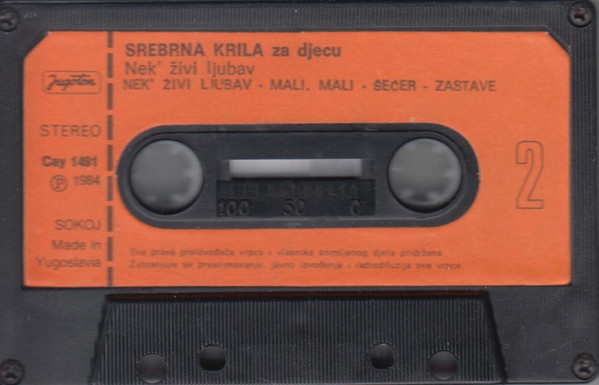 SREBRNA KRILA za djecu
Nek' živi ljubav
NEK' ŽIVI LJUBAV - MALI, MALI - ŠEĆER - ZASTAVE
Jugoton
STEREO
Cay 1491
Ⓟ 1984
2
100 50 0
SOKOJ
Made in
Yugoslavia
Sva prava proizvođača vrpce i vlasnika snimljenog djela pridržana
Zabranjuje se presnimavanje, javno izvođenje i radiodifuzija ove vrpce